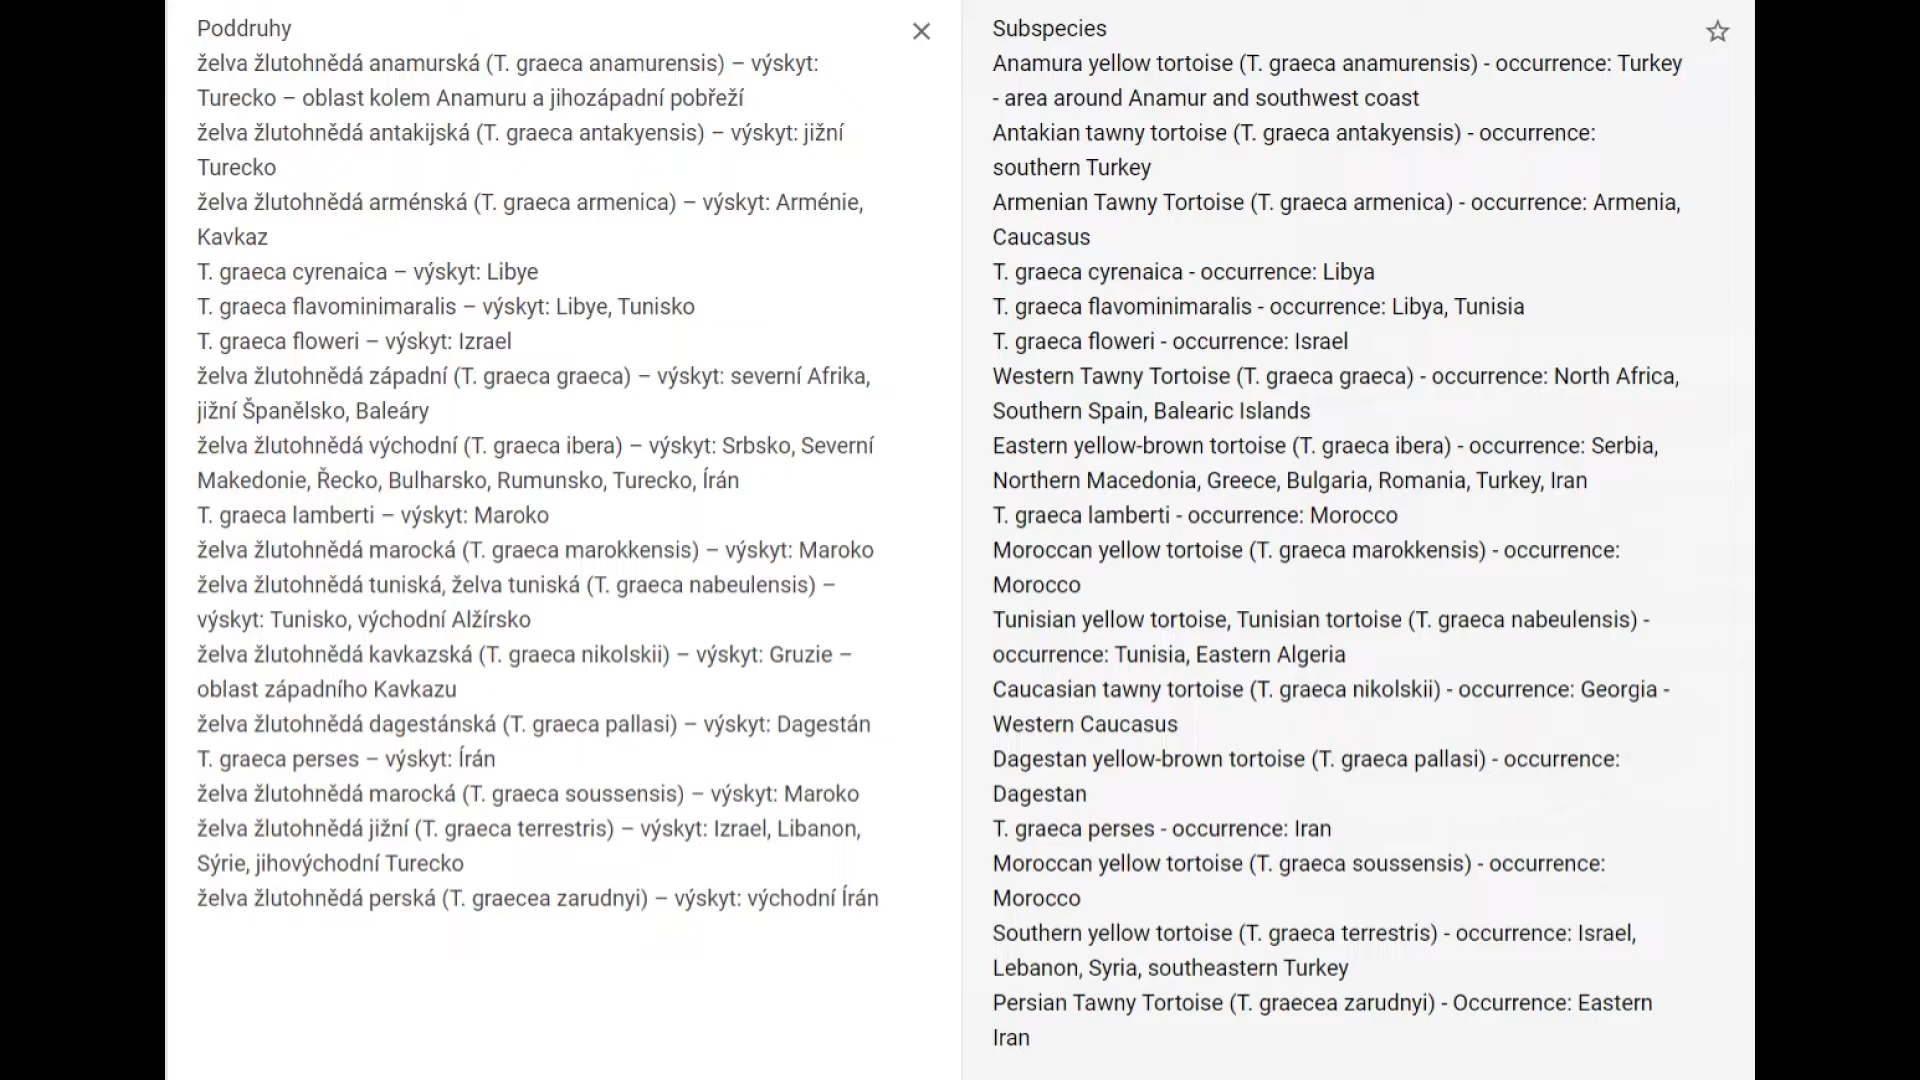 Poddruhy
želva žlutohnědá anamurská (T. graeca anamurensis) – výskyt:
Turecko – oblast kolem Anamuru a jihozápadní pobřeží
želva žlutohnědá antakijská (T. graeca antakyensis) – výskyt: jižní
Turecko
želva žlutohnědá arménská (T. graeca armenica) – výskyt: Arménie,
Kavkaz
T. graeca cyrenaica – výskyt: Libye
T. graeca flavominimaralis – výskyt: Libye, Tunisko
T. graeca floweri – výskyt: Izrael
želva žlutohnědá západní (T. graeca graeca) – výskyt: severní Afrika,
jižní Španělsko, Baleáry
želva žlutohnědá východní (T. graeca ibera) – výskyt: Srbsko, Severní
Makedonie, Řecko, Bulharsko, Rumunsko, Turecko, Írán
T. graeca lamberti – výskyt: Maroko
želva žlutohnědá marocká (T. graeca marokkensis) – výskyt: Maroko
želva žlutohnědá tuniská, želva tuniská (T. graeca nabeulensis) –
výskyt: Tunisko, východní Alžírsko
želva žlutohnědá kavkazská (T. graeca nikolskii) – výskyt: Gruzie –
oblast západního Kavkazu
želva žlutohnědá dagestánská (T. graeca pallasi) – výskyt: Dagestán
T. graeca perses – výskyt: Írán
želva žlutohnědá marocká (T. graeca soussensis) – výskyt: Maroko
želva žlutohnědá jižní (T. graeca terrestris) – výskyt: Izrael, Libanon,
Sýrie, jihovýchodní Turecko
želva žlutohnědá perská (T. graecea zarudnyi) – výskyt: východní Írán
Subspecies
Anamura yellow tortoise (T. graeca anamurensis) - occurrence: Turkey
- area around Anamur and southwest coast
Antakian tawny tortoise (T. graeca antakyensis) - occurrence:
southern Turkey
Armenian Tawny Tortoise (T. graeca armenica) - occurrence: Armenia,
Caucasus
T. graeca cyrenaica - occurrence: Libya
T. graeca flavominimaralis - occurrence: Libya, Tunisia
T. graeca floweri - occurrence: Israel
Western Tawny Tortoise (T. graeca graeca) - occurrence: North Africa,
Southern Spain, Balearic Islands
Eastern yellow-brown tortoise (T. graeca ibera) - occurrence: Serbia,
Northern Macedonia, Greece, Bulgaria, Romania, Turkey, Iran
T. graeca lamberti - occurrence: Morocco
Moroccan yellow tortoise (T. graeca marokkensis) - occurrence:
Morocco
Tunisian yellow tortoise, Tunisian tortoise (T. graeca nabeulensis) -
occurrence: Tunisia, Eastern Algeria
Caucasian tawny tortoise (T. graeca nikolskii) - occurrence: Georgia -
Western Caucasus
Dagestan yellow-brown tortoise (T. graeca pallasi) - occurrence:
Dagestan
T. graeca perses - occurrence: Iran
Moroccan yellow tortoise (T. graeca soussensis) - occurrence:
Morocco
Southern yellow tortoise (T. graeca terrestris) - occurrence: Israel,
Lebanon, Syria, southeastern Turkey
Persian Tawny Tortoise (T. graecea zarudnyi) - Occurrence: Eastern
Iran